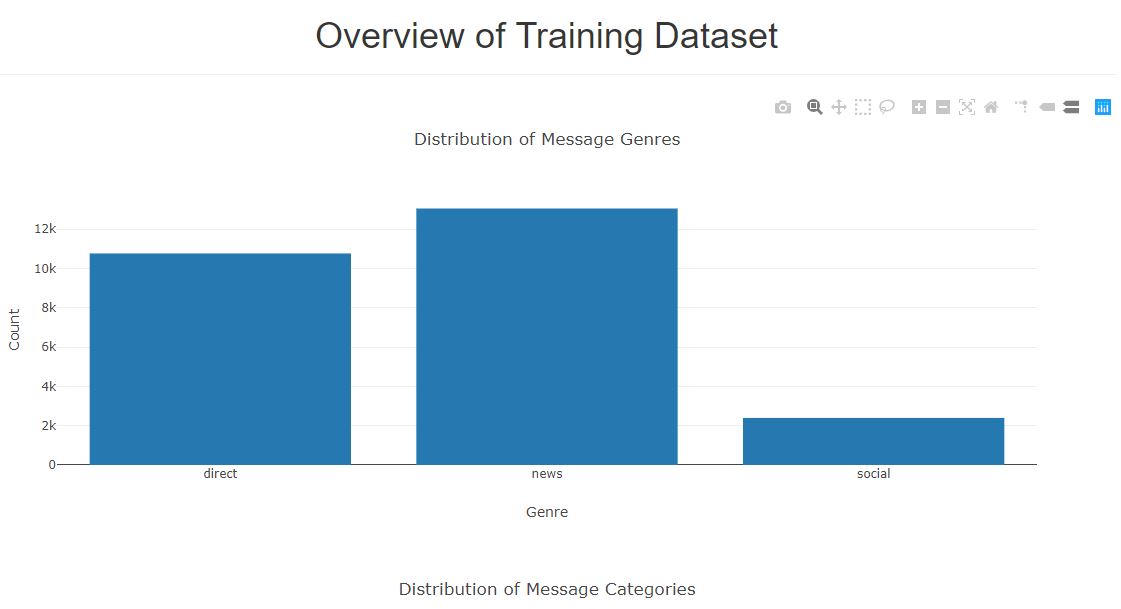 Overview of Training Dataset
Distribution of Message Genres
12k
10k
8k
6k
4k
2k
0
Count
direct news social
Genre
Distribution of Message Categories